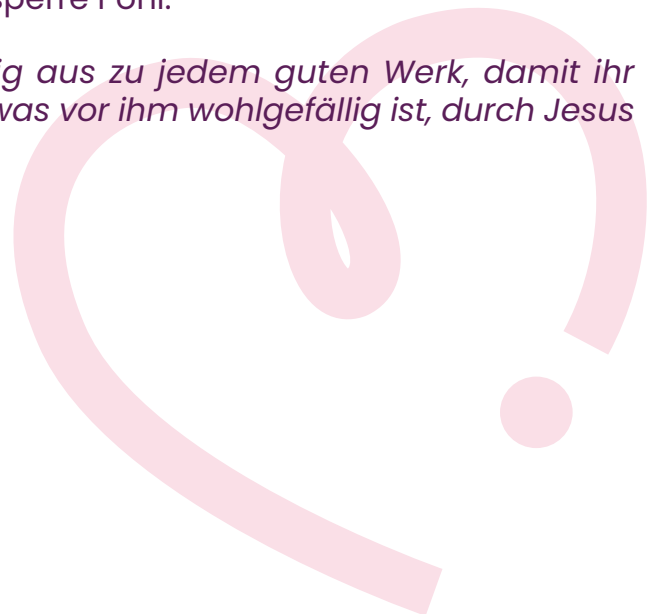 ig aus zu jedem guten Werk, damit ihr
was vor ihm wohlgefällig ist, durch Jesus